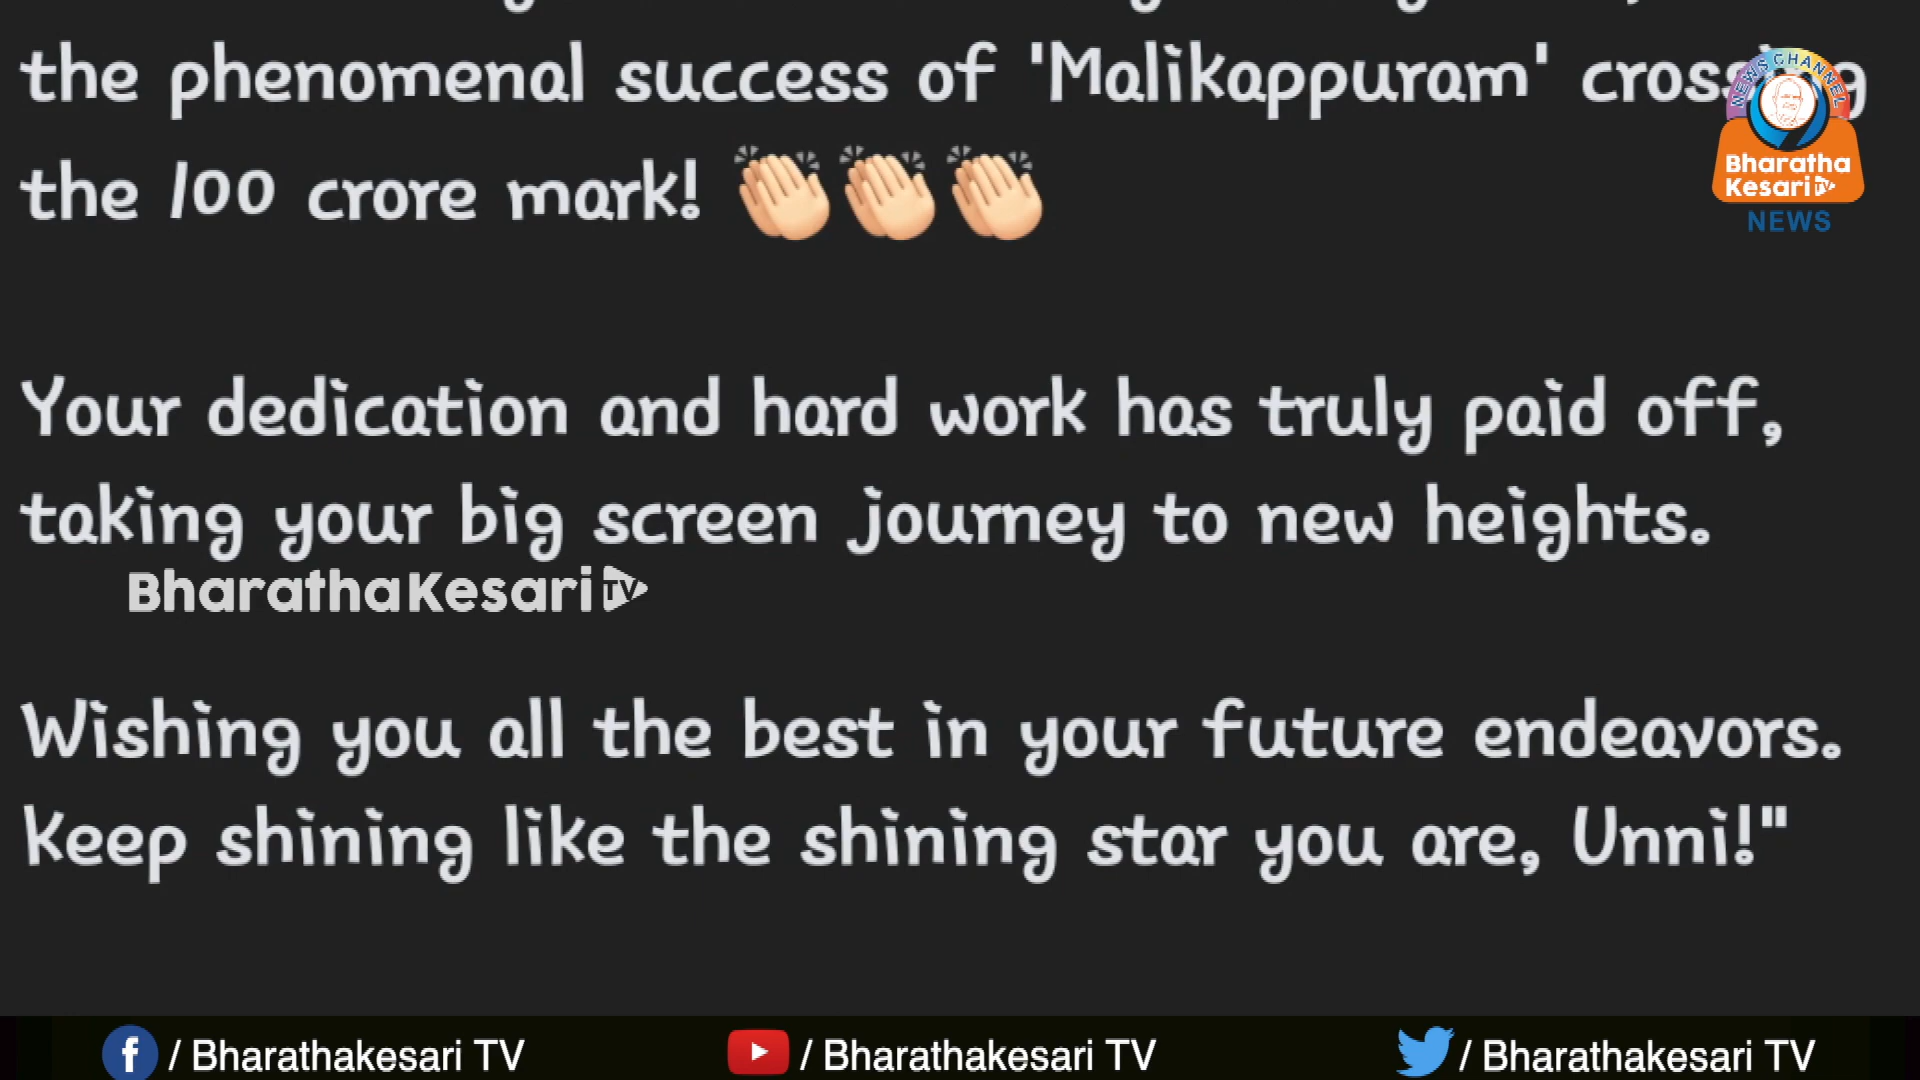 the phenomenal success of 'Malikappuram' crossing
the 100 crore mark! 👏🏻👏🏻👏🏻
NEWS CHANNEL
Bharatha
Kesari TV
NEWS
Your dedication and hard work has truly paid off,
taking your big screen journey to new heights.
BharathaKesari TV
Wishing you all the best in your future endeavors.
Keep shining like the shining star you are, Unni!"
/ Bharathakesari TV
/ Bharathakesari TV
/ Bharathakesari TV